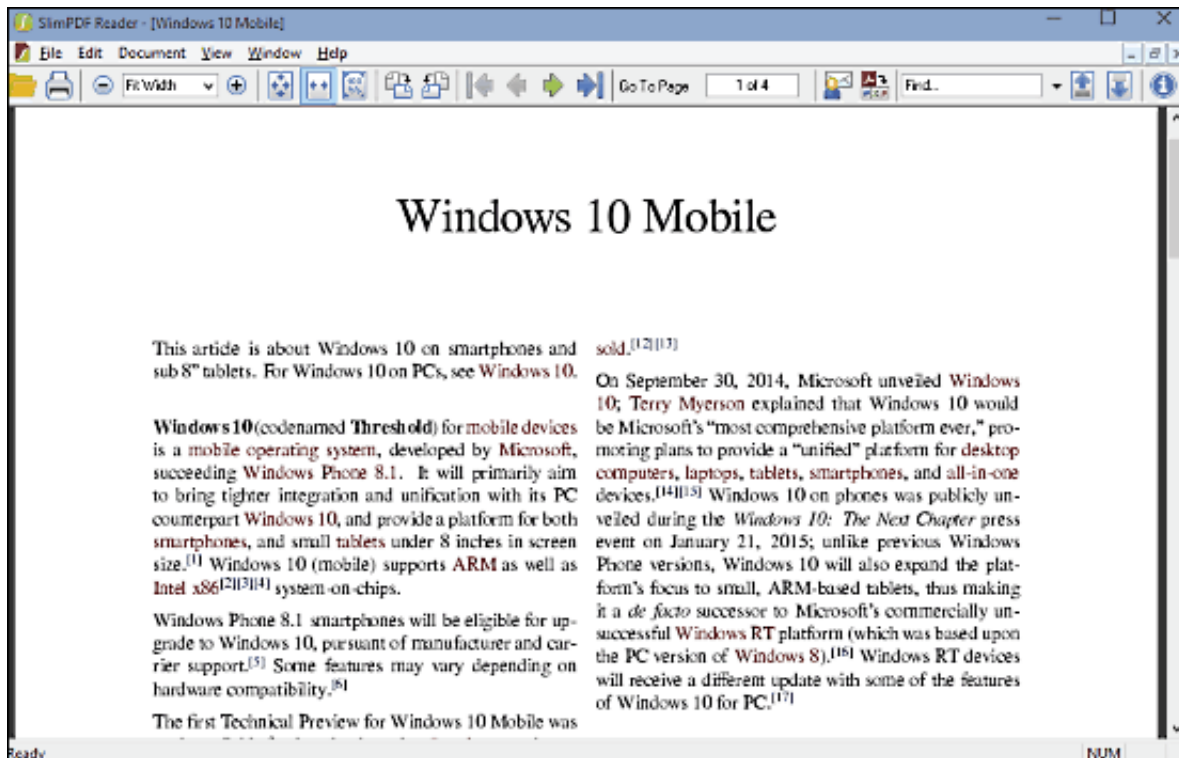 SlimPDF Reader - [Windows 10 Mobile]
File Edit Document View Window Help
Fit Width Go To Page 1 of 4 Find...
Windows 10 Mobile
This article is about Windows 10 on smartphones and
sub 8” tablets. For Windows 10 on PCs, see Windows 10.
Windows 10 (codenamed Threshold) for mobile devices
is a mobile operating system, developed by Microsoft,
succeeding Windows Phone 8.1. It will primarily aim
to bring tighter integration and unification with its PC
counterpart Windows 10, and provide a platform for both
smartphones, and small tablets under 8 inches in screen
size.[1] Windows 10 (mobile) supports ARM as well as
Intel x86[2][3][4] system-on-chips.
Windows Phone 8.1 smartphones will be eligible for up-
grade to Windows 10, pursuant of manufacturer and car-
rier support.[5] Some features may vary depending on
hardware compatibility.[6]
The first Technical Preview for Windows 10 Mobile was
sold.[12][13]
On September 30, 2014, Microsoft unveiled Windows
10; Terry Myerson explained that Windows 10 would
be Microsoft’s “most comprehensive platform ever,” pro-
moting plans to provide a “unified” platform for desktop
computers, laptops, tablets, smartphones, and all-in-one
devices.[14][15] Windows 10 on phones was publicly un-
veiled during the Windows 10: The Next Chapter press
event on January 21, 2015; unlike previous Windows
Phone versions, Windows 10 will also expand the plat-
form’s focus to small, ARM-based tablets, thus making
it a de facto successor to Microsoft’s commercially un-
successful Windows RT platform (which was based upon
the PC version of Windows 8).[16] Windows RT devices
will receive a different update with some of the features
of Windows 10 for PC.[17]
Ready NUM